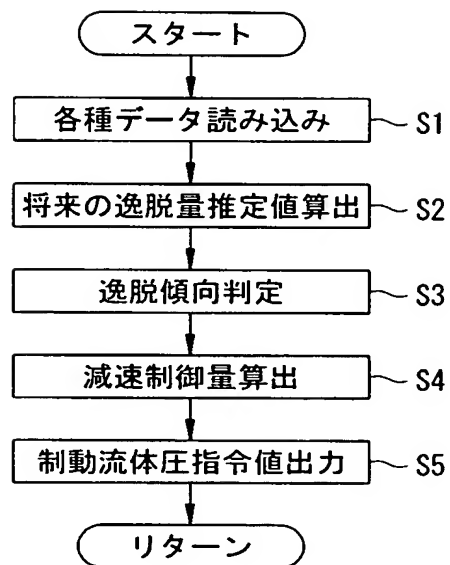 スタート
各種データ読み込み S1
将来の逸脱量推定値算出 S2
逸脱傾向判定 S3
減速制御量算出 S4
制動流体圧指令値出力 S5
リターン